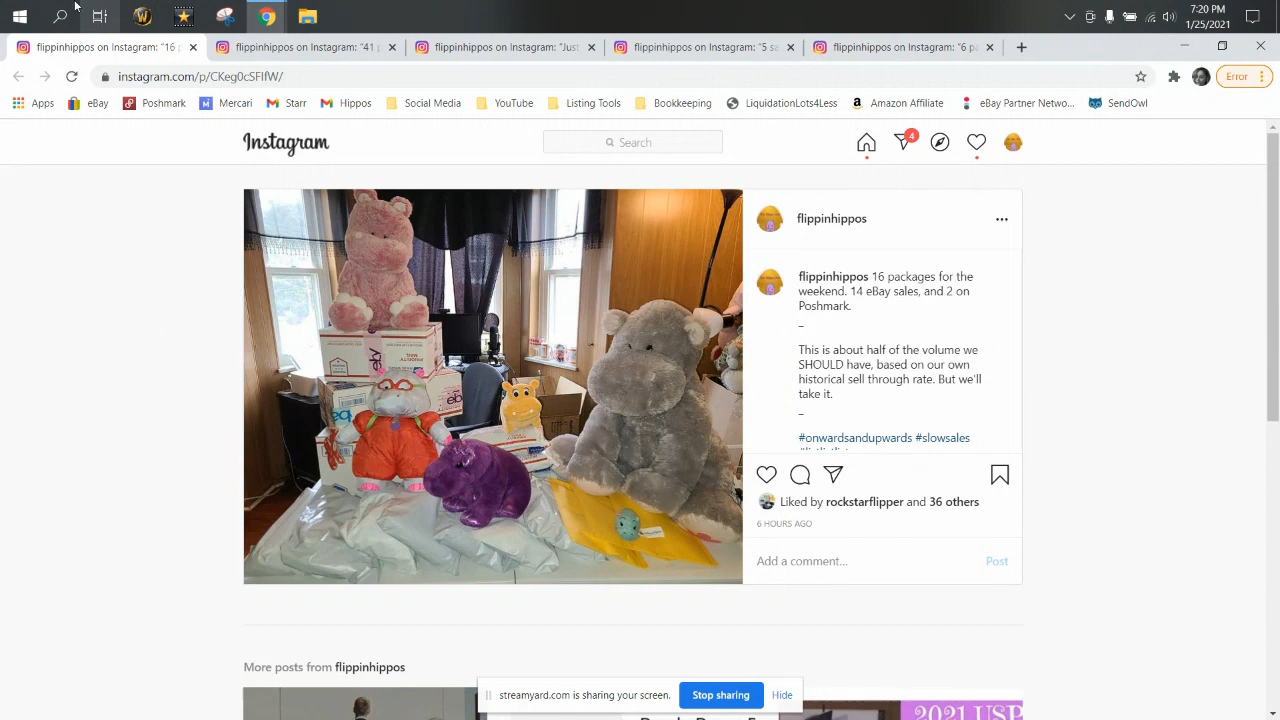 7:20 PM
1/25/2021
flippinhippos on Instagram: "16 p
flippinhippos on Instagram: "41 p
flippinhippos on Instagram: "Just
flippinhippos on Instagram: "5 sa
flippinhippos on Instagram: "6 pa
instagram.com/p/CKeg0cSFIfW/
Error
Apps
eBay
Poshmark
Mercari
Starr
Hippos
Social Media
YouTube
Listing Tools
Bookkeeping
LiquidationLots4Less
Amazon Affiliate
eBay Partner Netwo...
SendOwl
Instagram
Search
4
flippinhippos
flippinhippos 16 packages for the
weekend. 14 eBay sales, and 2 on
Poshmark.
_
This is about half of the volume we
SHOULD have, based on our own
historical sell through rate. But we'll
take it.
_
#onwardsandupwards #slowsales
Liked by rockstarflipper and 36 others
6 HOURS AGO
Add a comment...
Post
More posts from flippinhippos
streamyard.com is sharing your screen.
Stop sharing
Hide
2021 USP